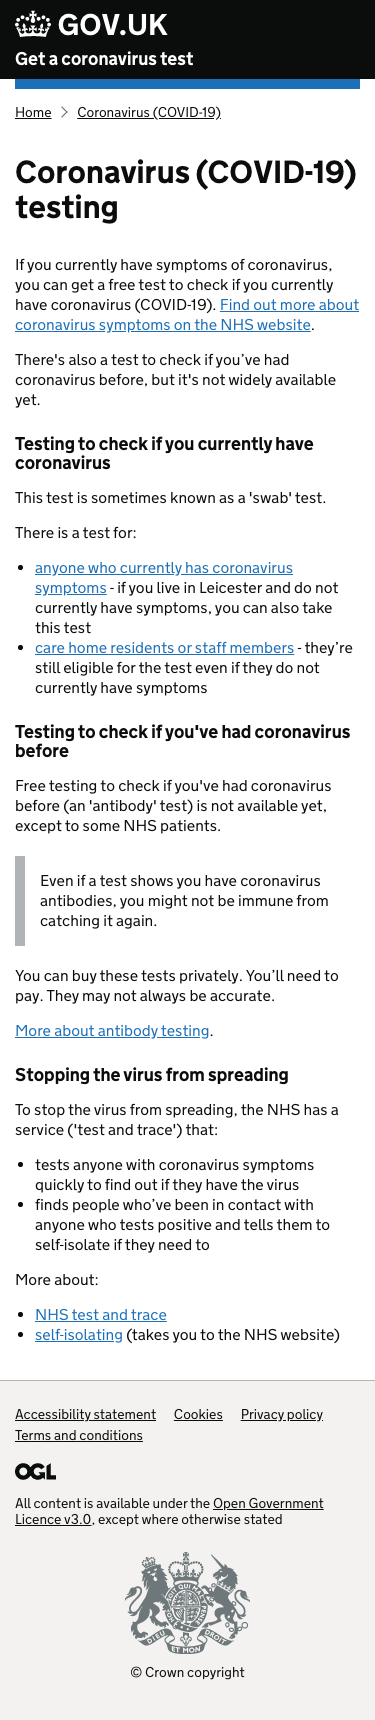 GOV.UK
Get a coronavirus test
Home > Coronavirus (COVID-19)
Coronavirus (COVID-19)
testing
If you currently have symptoms of coronavirus,
you can get a free test to check if you currently
have coronavirus (COVID-19). Find out more about
coronavirus symptoms on the NHS website.
There's also a test to check if you’ve had
coronavirus before, but it's not widely available
yet.
Testing to check if you currently have
coronavirus
This test is sometimes known as a 'swab' test.
There is a test for:
• anyone who currently has coronavirus
symptoms - if you live in Leicester and do not
currently have symptoms, you can also take
this test
• care home residents or staff members - they’re
still eligible for the test even if they do not
currently have symptoms
Testing to check if you've had coronavirus
before
Free testing to check if you've had coronavirus
before (an 'antibody' test) is not available yet,
except to some NHS patients.
Even if a test shows you have coronavirus
antibodies, you might not be immune from
catching it again.
You can buy these tests privately. You’ll need to
pay. They may not always be accurate.
More about antibody testing.
Stopping the virus from spreading
To stop the virus from spreading, the NHS has a
service ('test and trace') that:
• tests anyone with coronavirus symptoms
quickly to find out if they have the virus
• finds people who’ve been in contact with
anyone who tests positive and tells them to
self-isolate if they need to
More about:
• NHS test and trace
• self-isolating (takes you to the NHS website)
Accessibility statement Cookies Privacy policy
Terms and conditions
OGL
All content is available under the Open Government
Licence v3.0, except where otherwise stated
DIEU ET MON DROIT
© Crown copyright